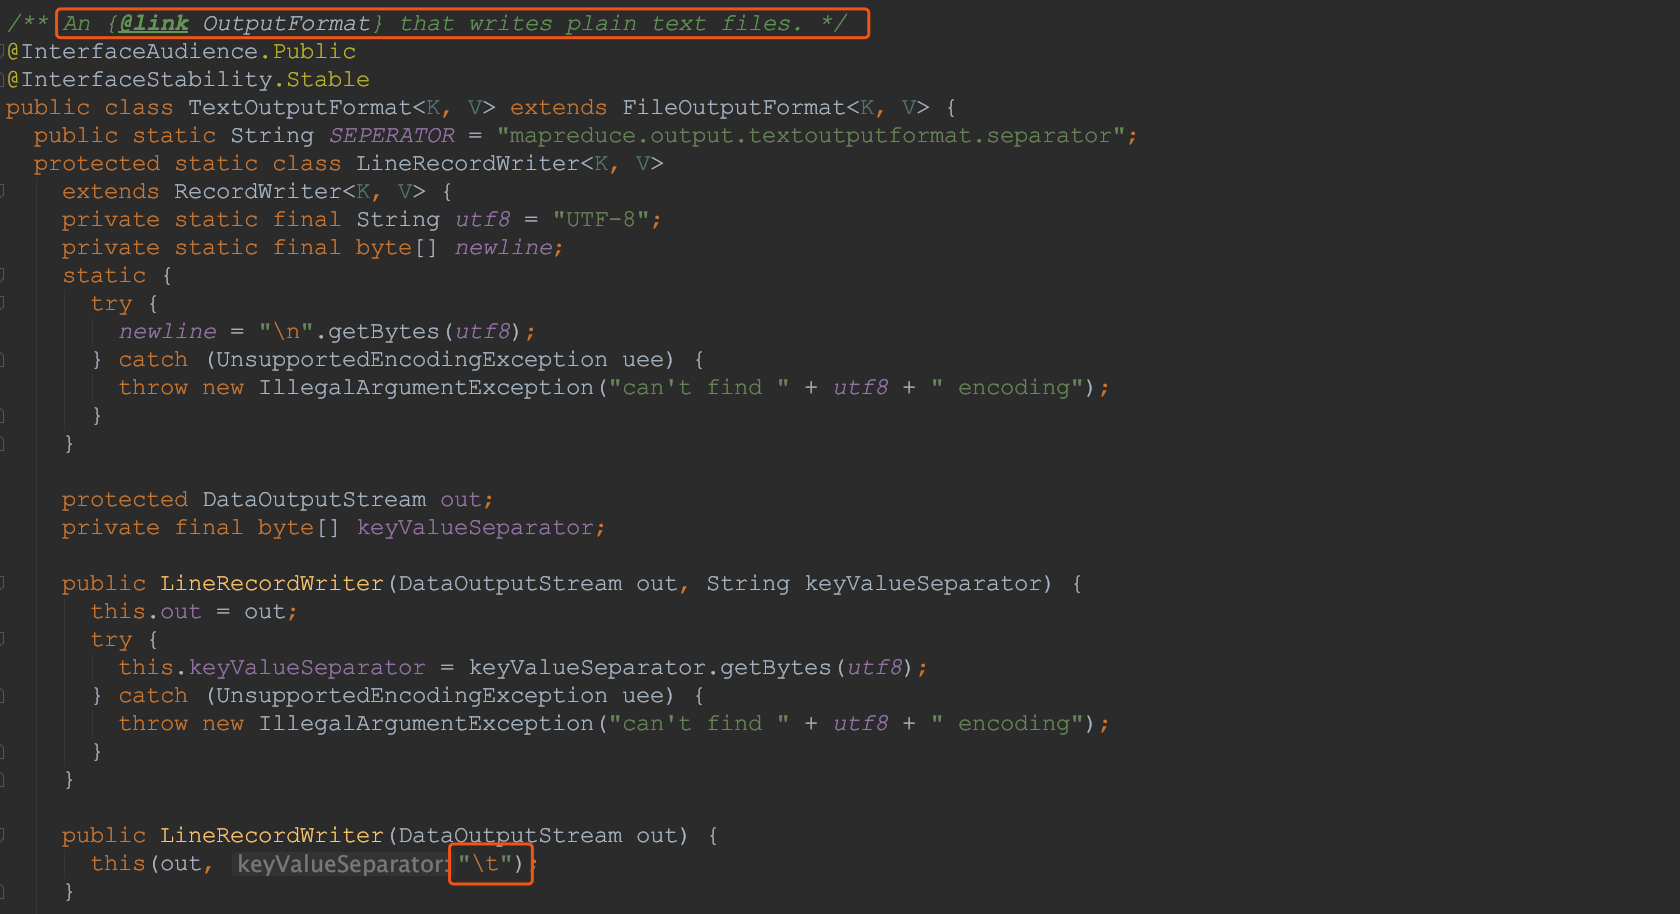 /** An {@link OutputFormat} that writes plain text files. */
@InterfaceAudience.Public
@InterfaceStability.Stable
public class TextOutputFormat<K, V> extends FileOutputFormat<K, V> {
  public static String SEPERATOR = "mapreduce.output.textoutputformat.separator";
  protected static class LineRecordWriter<K, V>
    extends RecordWriter<K, V> {
    private static final String utf8 = "UTF-8";
    private static final byte[] newline;
    static {
      try {
        newline = "\n".getBytes(utf8);
      } catch (UnsupportedEncodingException uee) {
        throw new IllegalArgumentException("can't find " + utf8 + " encoding");
      }
    }

    protected DataOutputStream out;
    private final byte[] keyValueSeparator;

    public LineRecordWriter(DataOutputStream out, String keyValueSeparator) {
      this.out = out;
      try {
        this.keyValueSeparator = keyValueSeparator.getBytes(utf8);
      } catch (UnsupportedEncodingException uee) {
        throw new IllegalArgumentException("can't find " + utf8 + " encoding");
      }
    }

    public LineRecordWriter(DataOutputStream out) {
      this(out, keyValueSeparator: "\t");
    }